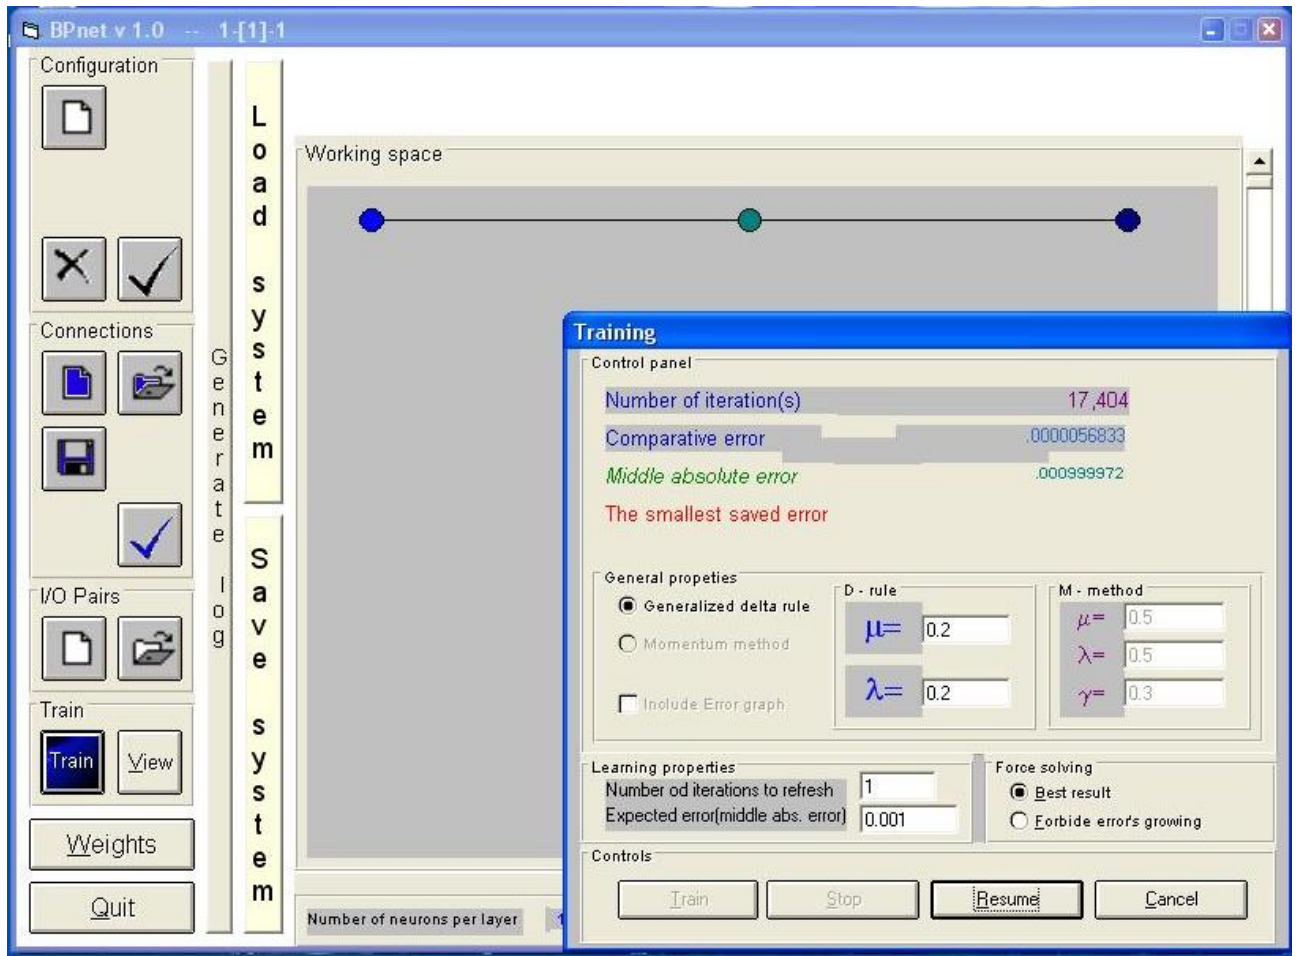 BPnet v 1.0 -- 1-[1]-1
Configuration
Connections
I/O Pairs
Train
Train
View
Weights
Quit
Generate log
Load system
Save system
Working space
Number of neurons per layer 1
Training
Control panel
Number of iteration(s) 17,404
Comparative error .0000056833
Middle absolute error .000999972
The smallest saved error
General propeties
Generalized delta rule
Momentum method
Include Error graph
D - rule
μ= 0.2
λ= 0.2
M - method
μ= 0.5
λ= 0.5
γ= 0.3
Learning properties
Number od iterations to refresh 1
Expected error(middle abs. error) 0.001
Force solving
Best result
Forbide error's growing
Controls
Train Stop Resume Cancel